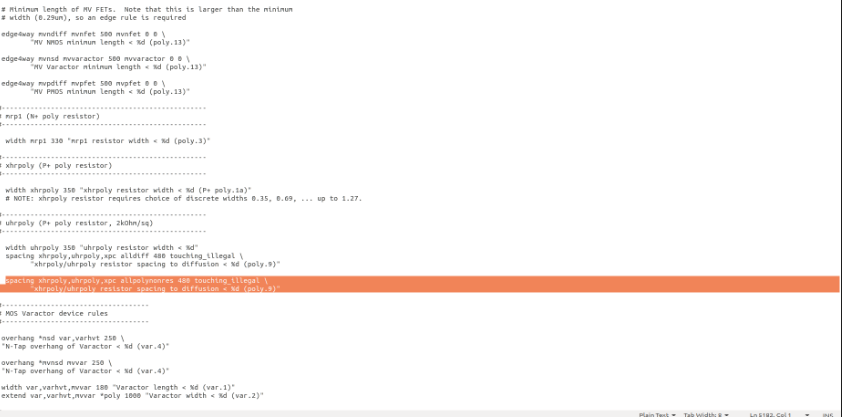 # Minimum length of MV FETs.  Note that this is larger than the minimum
# width (0.29um), so an edge rule is required
edge4way mvndiff mvnfet 500 mvnfet 0 0 \
"MV NMOS minimum length < %d (poly.13)"
edge4way mvnsd mvvaractor 500 mvvaractor 0 0 \
"MV Varactor minimum length < %d (poly.13)"
edge4way mvpdiff mvpfet 500 mvpfet 0 0 \
"MV PMOS minimum length < %d (poly.13)"
#--------------------------------------------------
# mrp1 (N+ poly resistor)
#--------------------------------------------------
width mrp1 330 "mrp1 resistor width < %d (poly.3)"
#--------------------------------------------------
# xhrpoly (P+ poly resistor)
#--------------------------------------------------
width xhrpoly 350 "xhrpoly resistor width < %d (P+ poly.1a)"
# NOTE: xhrpoly resistor requires choice of discrete widths 0.35, 0.69, ... up to 1.27.
#--------------------------------------------------
# uhrpoly (P+ poly resistor, 2kOhm/sq)
#--------------------------------------------------
width uhrpoly 350 "uhrpoly resistor width < %d"
spacing xhrpoly,uhrpoly,xpc alldiff 480 touching_illegal \
"xhrpoly/uhrpoly resistor spacing to diffusion < %d (poly.9)"
spacing xhrpoly,uhrpoly,xpc allpolynonres 480 touching_illegal \
"xhrpoly/uhrpoly resistor spacing to diffusion < %d (poly.9)"
#------------------------------------
# MOS Varactor device rules
#------------------------------------
overhang *nsd var,varhvt 250 \
"N-Tap overhang of Varactor < %d (var.4)"
overhang *mvnsd mvvar 250 \
"N-Tap overhang of Varactor < %d (var.4)"
width var,varhvt,mvvar 180 "Varactor length < %d (var.1)"
extend var,varhvt,mvvar *poly 1000 "Varactor width < %d (var.2)"
Plain Text Tab Width: 8 Ln 5182, Col 1 INS